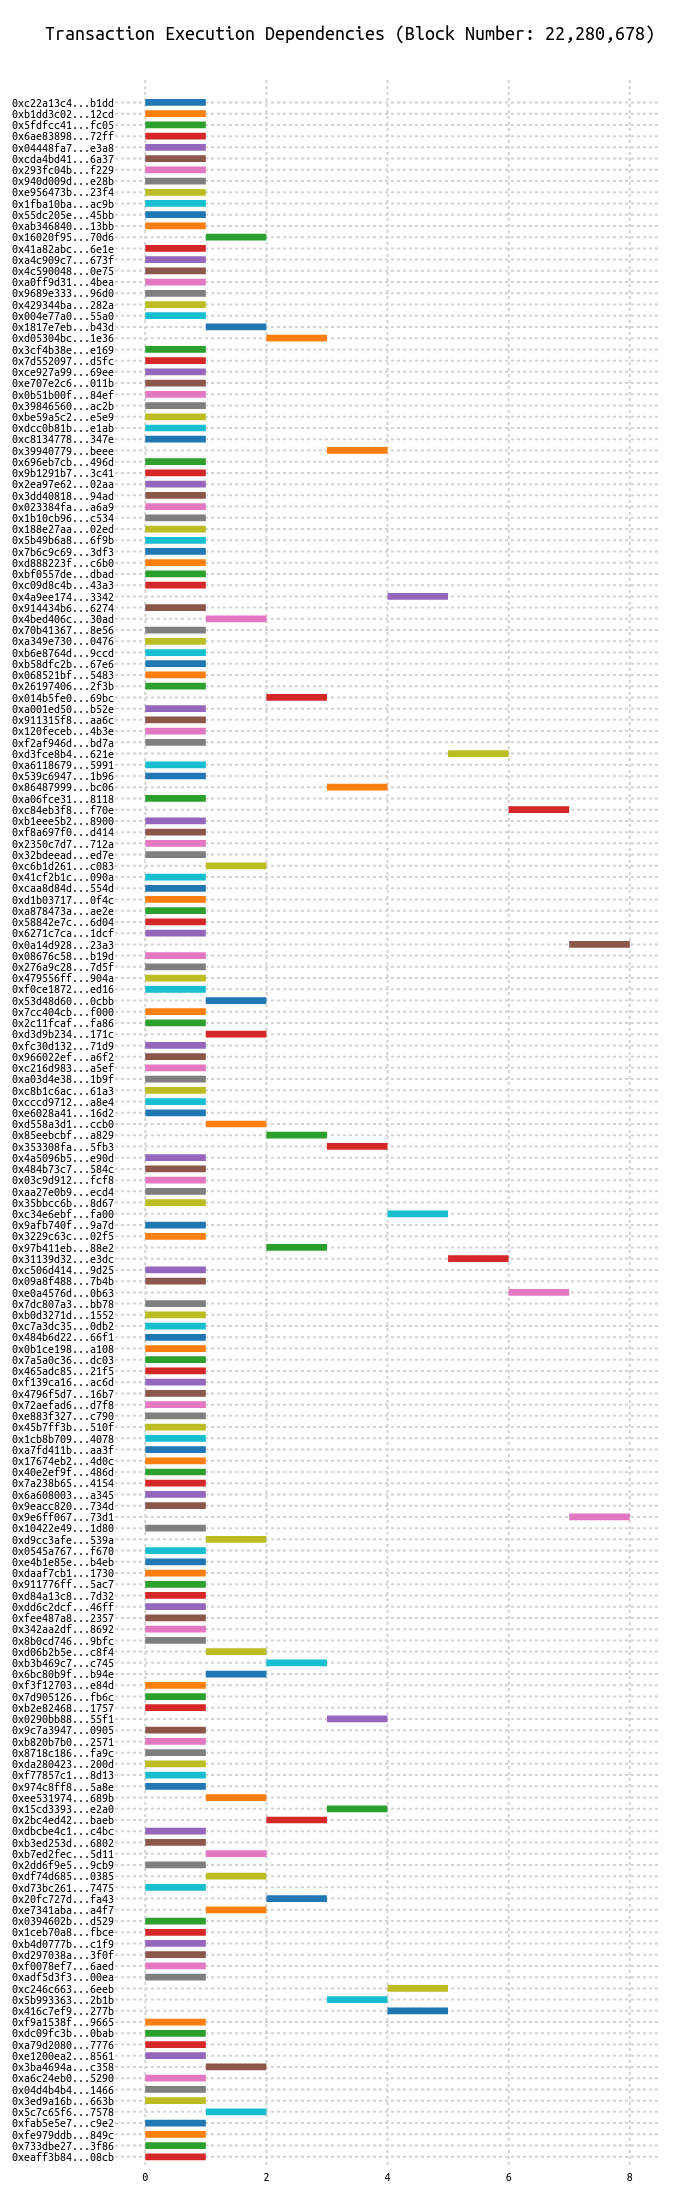 Transaction Execution Dependencies (Block Number: 22,280,678)
0xc22a13c4...b1dd
0xb1dd3c02...12cd
0x5fdfcc41...fc05
0x6ae83898...72ff
0x04448fa7...e3a8
0xcda4bd41...6a37
0x293fc04b...f229
0x940d009d...e28b
0xe956473b...23f4
0x1fba10ba...ac9b
0x55dc205e...45bb
0xab346840...13bb
0x16020f95...70d6
0x41a82abc...6e1e
0xa4c909c7...673f
0x4c590048...0e75
0xa0ff9d31...4bea
0x9689e333...96d0
0x429344ba...282a
0x004e77a0...55a0
0x1817e7eb...b43d
0xd05304bc...1e36
0x3cf4b38e...e169
0x7d552097...d5fc
0xce927a99...69ee
0xe707e2c6...011b
0x0b51b00f...84ef
0x39846560...ac2b
0xbe59a5c2...e5e9
0xdcc0b81b...e1ab
0xc8134778...347e
0x39940779...beee
0x696eb7cb...496d
0x9b1291b7...3c41
0x2ea97e62...02aa
0x3dd40818...94ad
0x023384fa...a6a9
0x1b10cb96...c534
0x188e27aa...02ed
0x5b49b6a8...6f9b
0x7b6c9c69...3df3
0xd888223f...c6b0
0xbf0557de...dbad
0xc09d8c4b...43a3
0x4a9ee174...3342
0x914434b6...6274
0x4bed406c...30ad
0x70b41367...8e56
0xa349e730...0476
0xb6e8764d...9ccd
0xb58dfc2b...67e6
0x068521bf...5483
0x26197406...2f3b
0x014b5fe0...69bc
0xa001ed50...b52e
0x911315f8...aa6c
0x120feceb...4b3e
0xf2af946d...bd7a
0xd3fce8b4...621e
0xa6118679...5991
0x539c6947...1b96
0x86487999...bc06
0xa06fce31...8118
0xc84eb3f8...f70e
0xb1eee5b2...8900
0xf8a697f0...d414
0x2350c7d7...712a
0x32bdeead...ed7e
0xc6b1d261...c083
0x41cf2b1c...090a
0xcaa8d84d...554d
0xd1b03717...0f4c
0xa878473a...ae2e
0x58842e7c...6d04
0x6271c7ca...1dcf
0x0a14d928...23a3
0x08676c58...b19d
0x276a9c28...7d5f
0x479556ff...904a
0xf0ce1872...ed16
0x53d48d60...0cbb
0x7cc404cb...f000
0x2c11fcaf...fa86
0xd3d9b234...171c
0xfc30d132...71d9
0x966022ef...a6f2
0xc216d983...a5ef
0xa03d4e38...1b9f
0xc8b1c6ac...61a3
0xcccd9712...a8e4
0xe6028a41...16d2
0xd558a3d1...ccb0
0x85eebcbf...a829
0x353308fa...5fb3
0x4a5096b5...e90d
0x484b73c7...584c
0x03c9d912...fcf8
0xaa27e0b9...ecd4
0x35bbcc6b...8d67
0xc34e6ebf...fa00
0x9afb740f...9a7d
0x3229c63c...02f5
0x97b411eb...88e2
0x31139d32...e3dc
0xc506d414...9d25
0x09a8f488...7b4b
0xe0a4576d...0b63
0x7dc807a3...bb78
0xb0d3271d...1552
0xc7a3dc35...0db2
0x484b6d22...66f1
0x0b1ce198...a108
0x7a5a0c36...dc03
0x465adc85...21f5
0xf139ca16...ac6d
0x4796f5d7...16b7
0x72aefad6...d7f8
0xe883f327...c790
0x45b7ff3b...510f
0x1cb8b709...4078
0xa7fd411b...aa3f
0x17674eb2...4d0c
0x40e2ef9f...486d
0x7a238b65...4154
0x6a608003...a345
0x9eacc820...734d
0x9e6ff067...73d1
0x10422e49...1d80
0xd9cc3afe...539a
0x0545a767...f670
0xe4b1e85e...b4eb
0xdaaf7cb1...1730
0x911776ff...5ac7
0xd84a13c8...7d32
0xdd6c2dcf...46ff
0xfee487a8...2357
0x342aa2df...8692
0x8b0cd746...9bfc
0xd06b2b5e...c8f4
0xb3b469c7...c745
0x6bc80b9f...b94e
0xf3f12703...e84d
0x7d905126...fb6c
0xb2e82468...1757
0x0290bb88...55f1
0x9c7a3947...0905
0xb820b7b0...2571
0x8718c186...fa9c
0xda280423...200d
0xf77857c1...8d13
0x974c8ff8...5a8e
0xee531974...689b
0x15cd3393...e2a0
0x2bc4ed42...baeb
0xdbcbe4c1...c4bc
0xb3ed253d...6802
0xb7ed2fec...5d11
0x2dd6f9e5...9cb9
0xdf74d685...0385
0xd73bc261...7475
0x20fc727d...fa43
0xe7341aba...a4f7
0x0394602b...d529
0x1ceb70a8...fbce
0xb4d0777b...c1f9
0xd297038a...3f0f
0xf0078ef7...6aed
0xadf5d3f3...00ea
0xc246c663...6eeb
0x5b993363...2b1b
0x416c7ef9...277b
0xf9a1538f...9665
0xdc09fc3b...0bab
0xa79d2080...7776
0xe1200ea2...8561
0x3ba4694a...c358
0xa6c24eb0...5290
0x04d4b4b4...1466
0x3ed9a16b...663b
0x5c7c65f6...7578
0xfab5e5e7...c9e2
0xfe979ddb...849c
0x733dbe27...3f86
0xeaff3b84...08cb
0 2 4 6 8